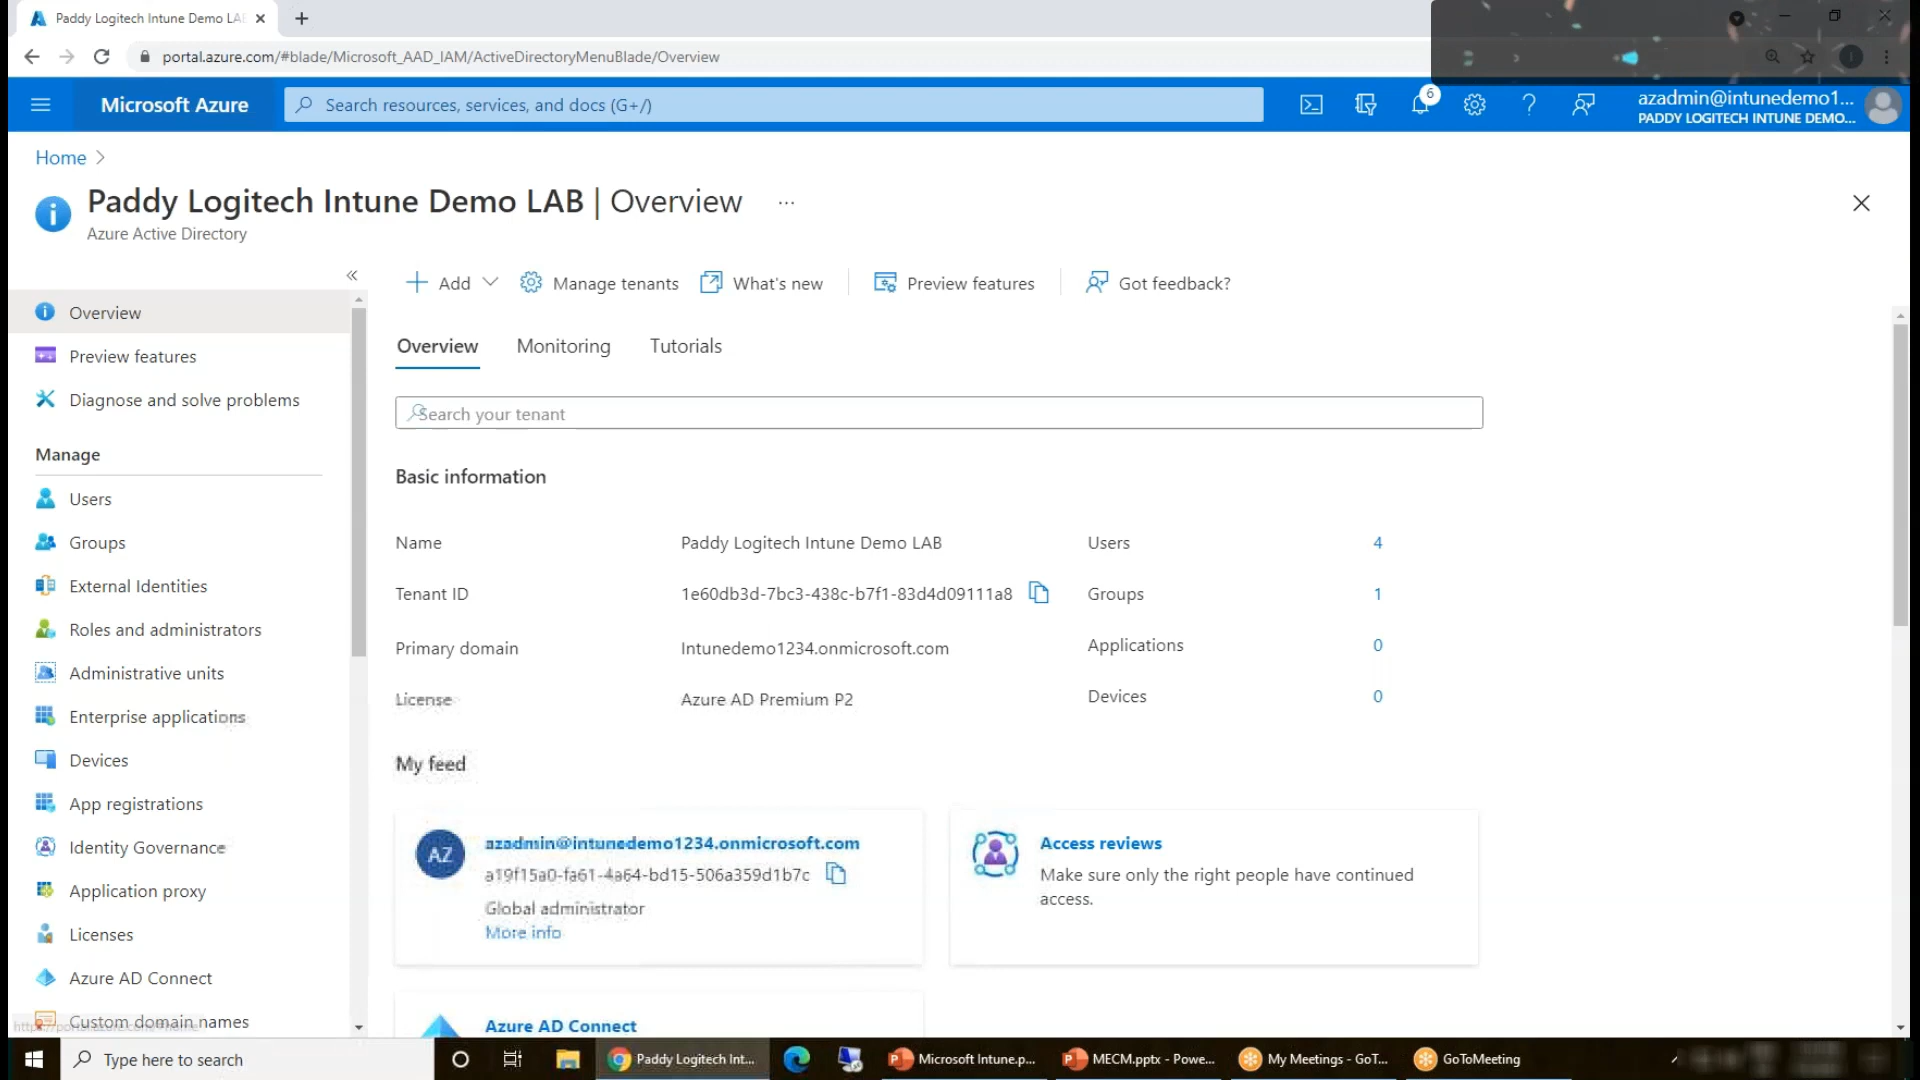 Paddy Logitech Intune Demo LA
portal.azure.com/#blade/Microsoft_AAD_IAM/ActiveDirectoryMenuBlade/Overview
Microsoft Azure
Search resources, services, and docs (G+/)
6
azadmin@intunedemo1...
PADDY LOGITECH INTUNE DEMO...
Home
Paddy Logitech Intune Demo LAB | Overview ...
Azure Active Directory
Add
Manage tenants
What's new
Preview features
Got feedback?
Overview
Preview features
Diagnose and solve problems
Manage
Users
Groups
External Identities
Roles and administrators
Administrative units
Enterprise applications
Devices
App registrations
Identity Governance
Application proxy
Licenses
Azure AD Connect
Custom domain names
Overview
Monitoring
Tutorials
Search your tenant
Basic information
Name Paddy Logitech Intune Demo LAB
Tenant ID 1e60db3d-7bc3-438c-b7f1-83d4d09111a8
Primary domain Intunedemo1234.onmicrosoft.com
License Azure AD Premium P2
Users 4
Groups 1
Applications 0
Devices 0
My feed
AZ
azadmin@intunedemo1234.onmicrosoft.com
a19f15a0-fa61-4a64-bd15-506a359d1b7c
Global administrator
More info
Access reviews
Make sure only the right people have continued
access.
Azure AD Connect
Type here to search
Paddy Logitech Int...
Microsoft Intune.p...
MECM.pptx - Powe...
My Meetings - GoT...
GoToMeeting